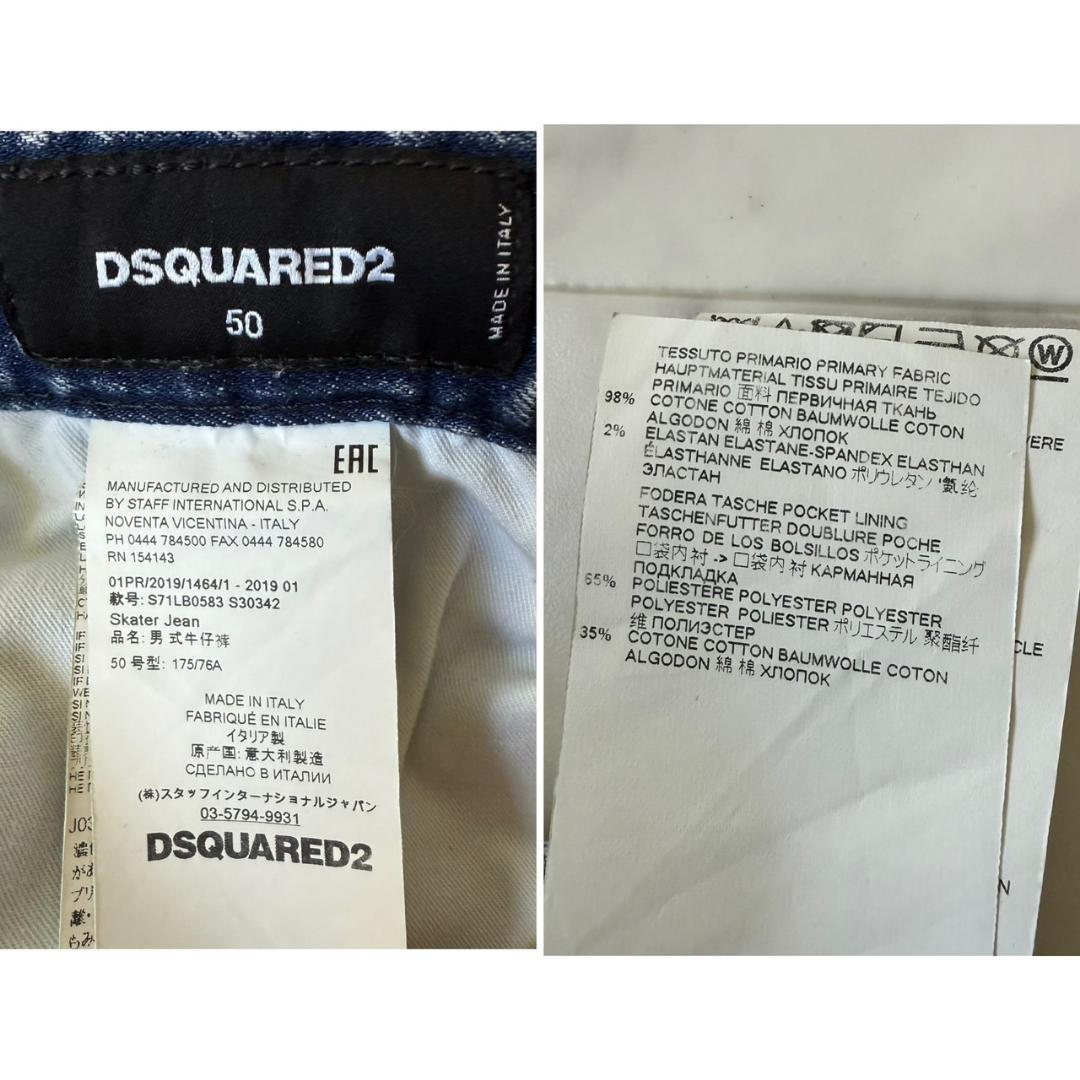 DSQUARED2
50
MADE IN ITALY
EAC
MANUFACTURED AND DISTRIBUTED
BY STAFF INTERNATIONAL S.P.A.
NOVENTA VICENTINA - ITALY
PH 0444 784500 FAX 0444 784580
RN 154143
01PR/2019/1464/1 - 2019 01
款号: S71LB0583 S30342
Skater Jean
品名: 男式牛仔裤
50 号型: 175/76A
MADE IN ITALY
FABRIQUÉ EN ITALIE
イタリア製
原产国: 意大利製造
СДЕЛАНО В ИТАЛИИ
(株)スタッフインターナショナルジャパン
03-5794-9931
DSQUARED2
TESSUTO PRIMARIO PRIMARY FABRIC
HAUPTMATERIAL TISSU PRIMAIRE TEJIDO
PRIMARIO 面料 ПЕРВИЧНАЯ ТКАНЬ
98% COTONE COTTON BAUMWOLLE COTON
ALGODON 綿 棉 ХЛОПОК
2% ELASTAN ELASTANE-SPANDEX ELASTHAN
ÉLASTHANNE ELASTANO ポリウレタン 氨纶
ЭЛАСТАН
FODERA TASCHE POCKET LINING
TASCHENFUTTER DOUBLURE POCHE
FORRO DE LOS BOLSILLOS ポケットライニング
口袋内衬 -> 口袋内衬 КАРМАННАЯ
ПОДКЛАДКА
65% POLIESTERE POLYESTER POLYESTER
POLYESTER POLIESTER ポリエステル 聚酯纤
维 ПОЛИЭСТЕР
35% COTONE COTTON BAUMWOLLE COTON
ALGODON 綿 棉 ХЛОПОК
W
VERE
CLE
N